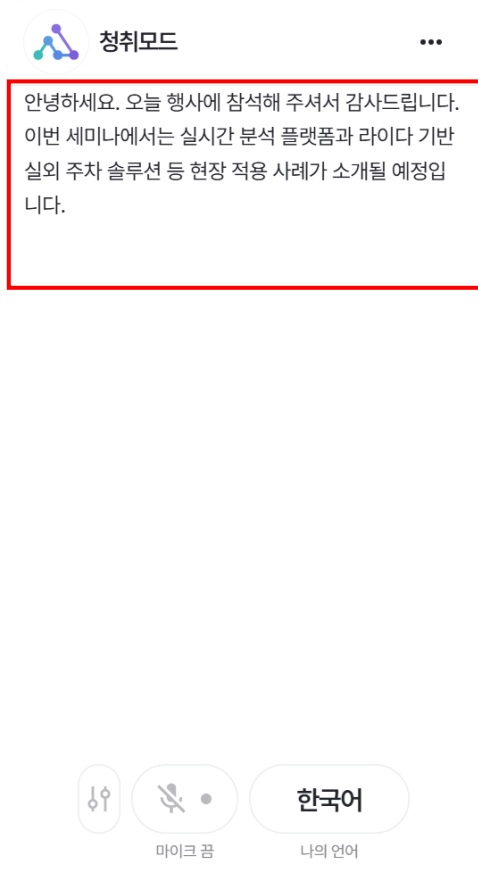 청취모드
안녕하세요. 오늘 행사에 참석해 주셔서 감사드립니다.
이번 세미나에서는 실시간 분석 플랫폼과 라이다 기반
실외 주차 솔루션 등 현장 적용 사례가 소개될 예정입
니다.
한국어
마이크 끔
나의 언어